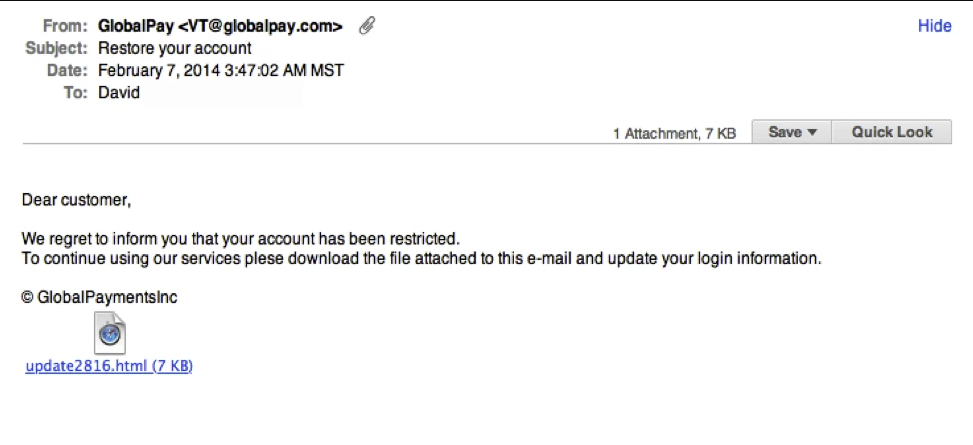 From: GlobalPay <VT@globalpay.com> Hide
Subject: Restore your account
Date: February 7, 2014 3:47:02 AM MST
To: David
1 Attachment, 7 KB Save ▼ Quick Look
Dear customer,
We regret to inform you that your account has been restricted.
To continue using our services plese download the file attached to this e-mail and update your login information.
© GlobalPaymentsInc
update2816.html (7 KB)